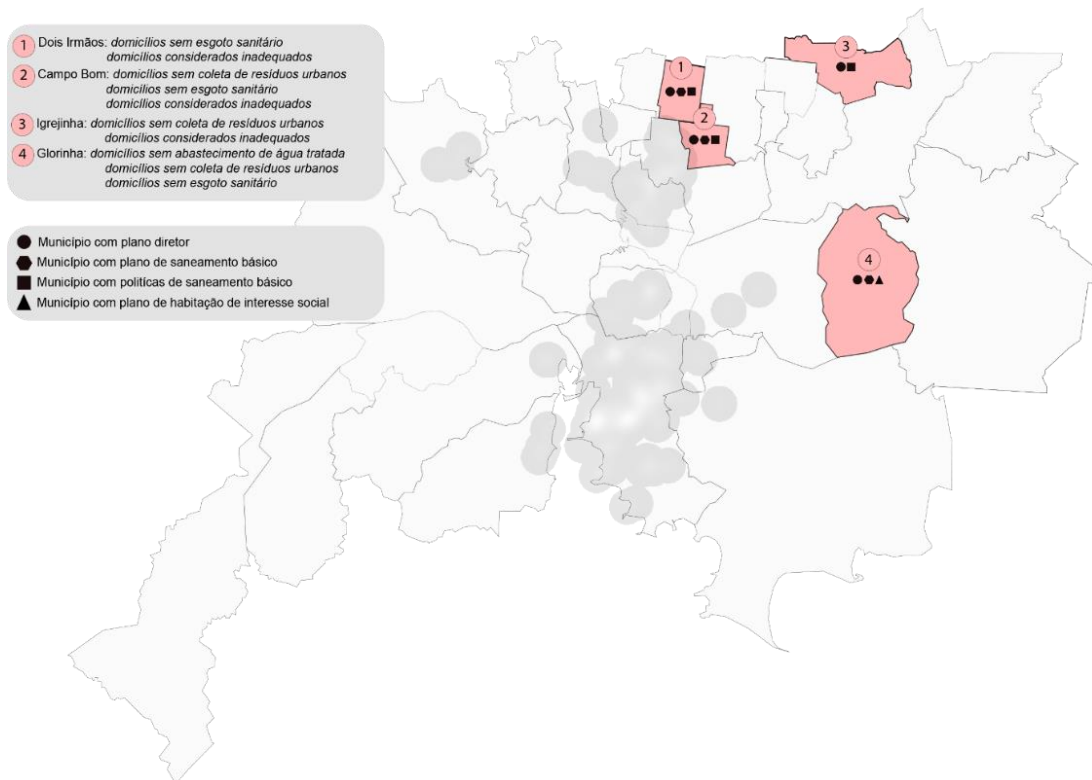 1 Dois Irmãos: domicílios sem esgoto sanitário
domicílios considerados inadequados
2 Campo Bom: domicílios sem coleta de resíduos urbanos
domicílios sem esgoto sanitário
domicílios considerados inadequados
3 Igrejinha: domicílios sem coleta de resíduos urbanos
domicílios considerados inadequados
4 Glorinha: domicílios sem abastecimento de água tratada
domicílios sem coleta de resíduos urbanos
domicílios sem esgoto sanitário
Município com plano diretor
Município com plano de saneamento básico
Município com politícas de saneamento básico
Município com plano de habitação de interesse social
3
1
2
4